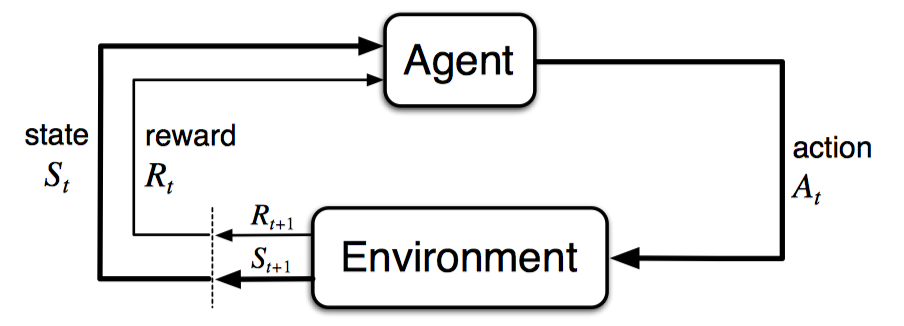 Agent
state
S_t
reward
R_t
action
A_t
R_{t+1}
S_{t+1}
Environment